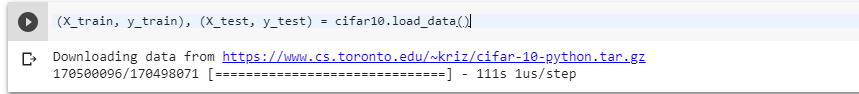 (X_train, y_train), (X_test, y_test) = cifar10.load_data()
Downloading data from https://www.cs.toronto.edu/~kriz/cifar-10-python.tar.gz
170500096/170498071 [==============================] - 111s 1us/step